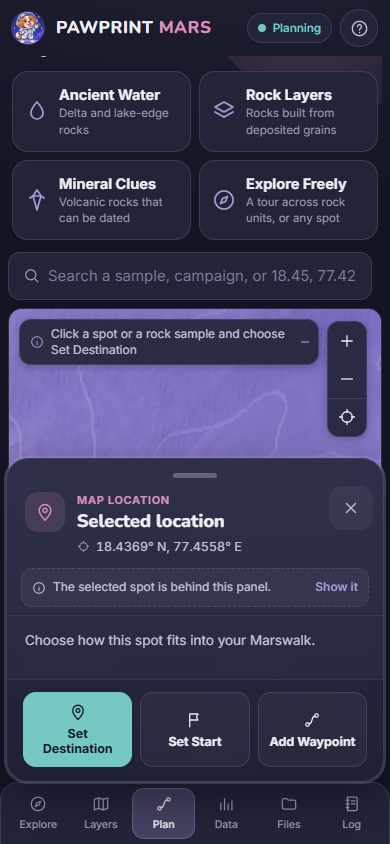 PAWPRINT MARS
Planning
Ancient Water
Delta and lake-edge
rocks
Rock Layers
Rocks built from
deposited grains
Mineral Clues
Volcanic rocks that
can be dated
Explore Freely
A tour across rock
units, or any spot
Search a sample, campaign, or 18.45, 77.42
Click a spot or a rock sample and choose
Set Destination
MAP LOCATION
Selected location
18.4369° N, 77.4558° E
The selected spot is behind this panel.
Show it
Choose how this spot fits into your Marswalk.
Set
Destination
Set Start
Add Waypoint
Explore
Layers
Plan
Data
Files
Log